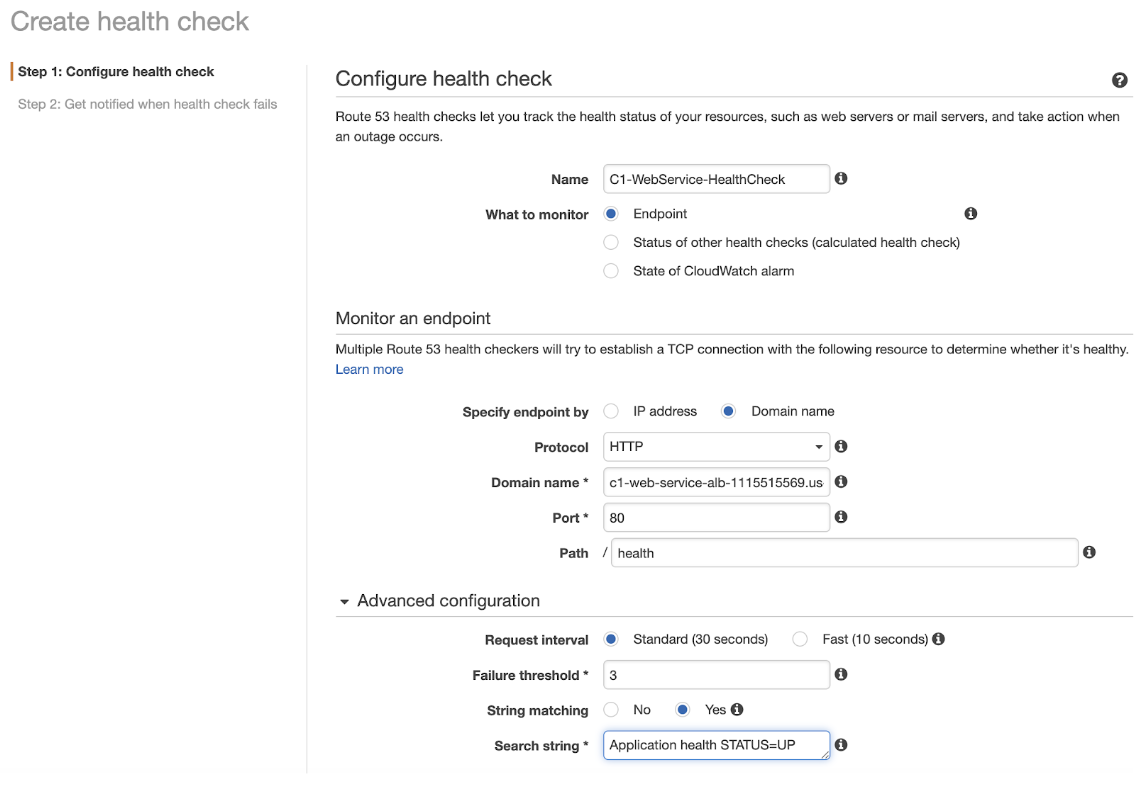 Create health check
Step 1: Configure health check
Step 2: Get notified when health check fails
Configure health check
Route 53 health checks let you track the health status of your resources, such as web servers or mail servers, and take action when
an outage occurs.
Name C1-WebService-HealthCheck
What to monitor Endpoint
Status of other health checks (calculated health check)
State of CloudWatch alarm
Monitor an endpoint
Multiple Route 53 health checkers will try to establish a TCP connection with the following resource to determine whether it's healthy.
Learn more
Specify endpoint by IP address Domain name
Protocol HTTP
Domain name * c1-web-service-alb-1115515569.us
Port * 80
Path / health
Advanced configuration
Request interval Standard (30 seconds) Fast (10 seconds)
Failure threshold * 3
String matching No Yes
Search string * Application health STATUS=UP